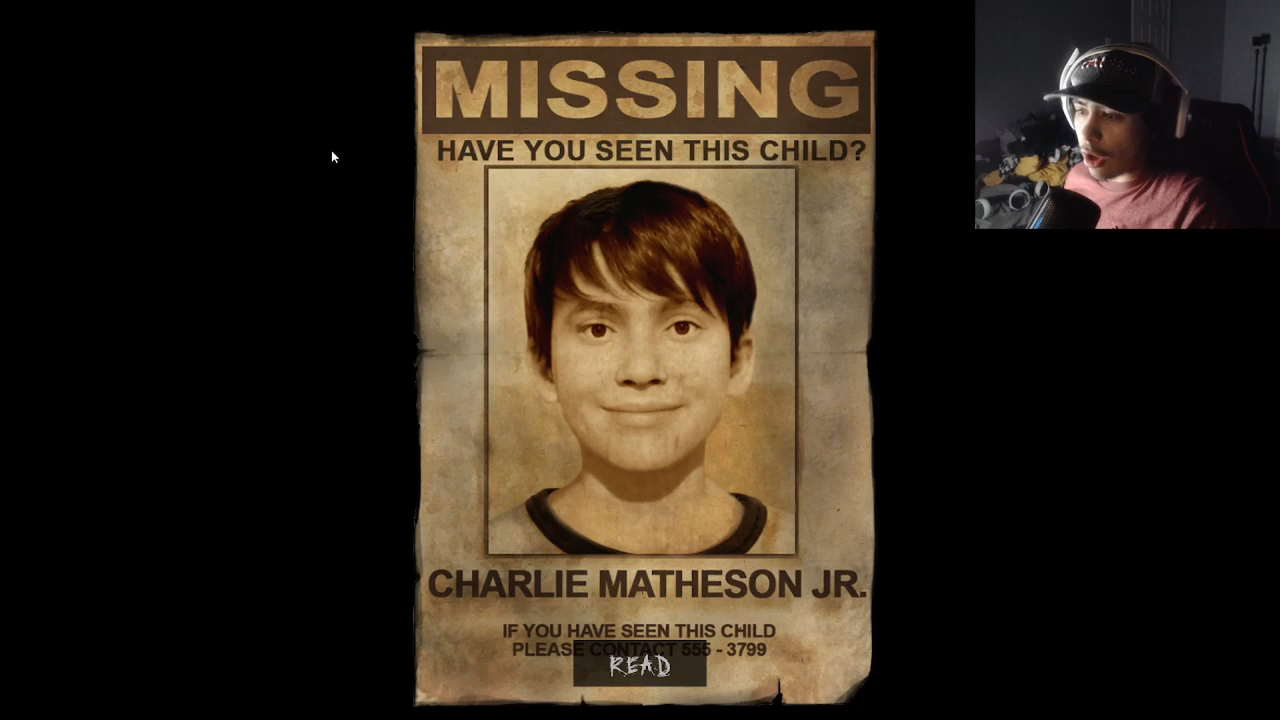 MISSING
HAVE YOU SEEN THIS CHILD?
CHARLIE MATHESON JR.
IF YOU HAVE SEEN THIS CHILD
PLEASE CONTACT 555 - 3799
READ